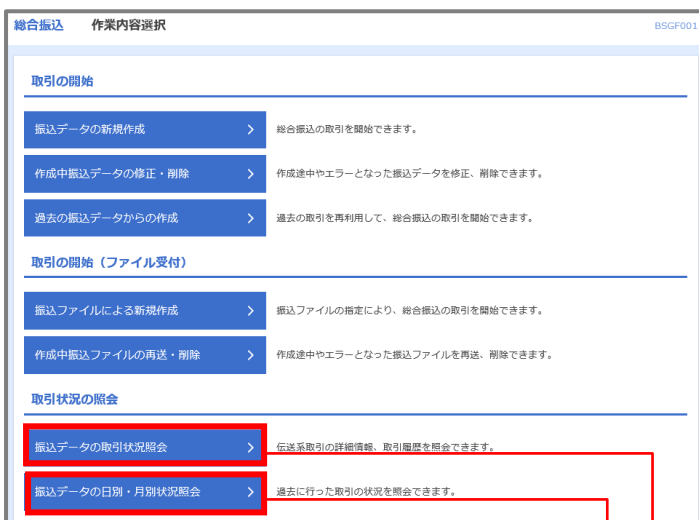 総合振込 作業内容選択 BSGF001
取引の開始
振込データの新規作成 総合振込の取引を開始できます。
作成中振込データの修正・削除 作成途中やエラーとなった振込データを修正、削除できます。
過去の振込データからの作成 過去の取引を再利用して、総合振込の取引を開始できます。
取引の開始（ファイル受付）
振込ファイルによる新規作成 振込ファイルの指定により、総合振込の取引を開始できます。
作成中振込ファイルの再送・削除 作成途中やエラーとなった振込ファイルを再送、削除できます。
取引状況の照会
振込データの取引状況照会 伝送系取引の詳細情報、取引履歴を照会できます。
振込データの日別・月別状況照会 過去に行った取引の状況を照会できます。